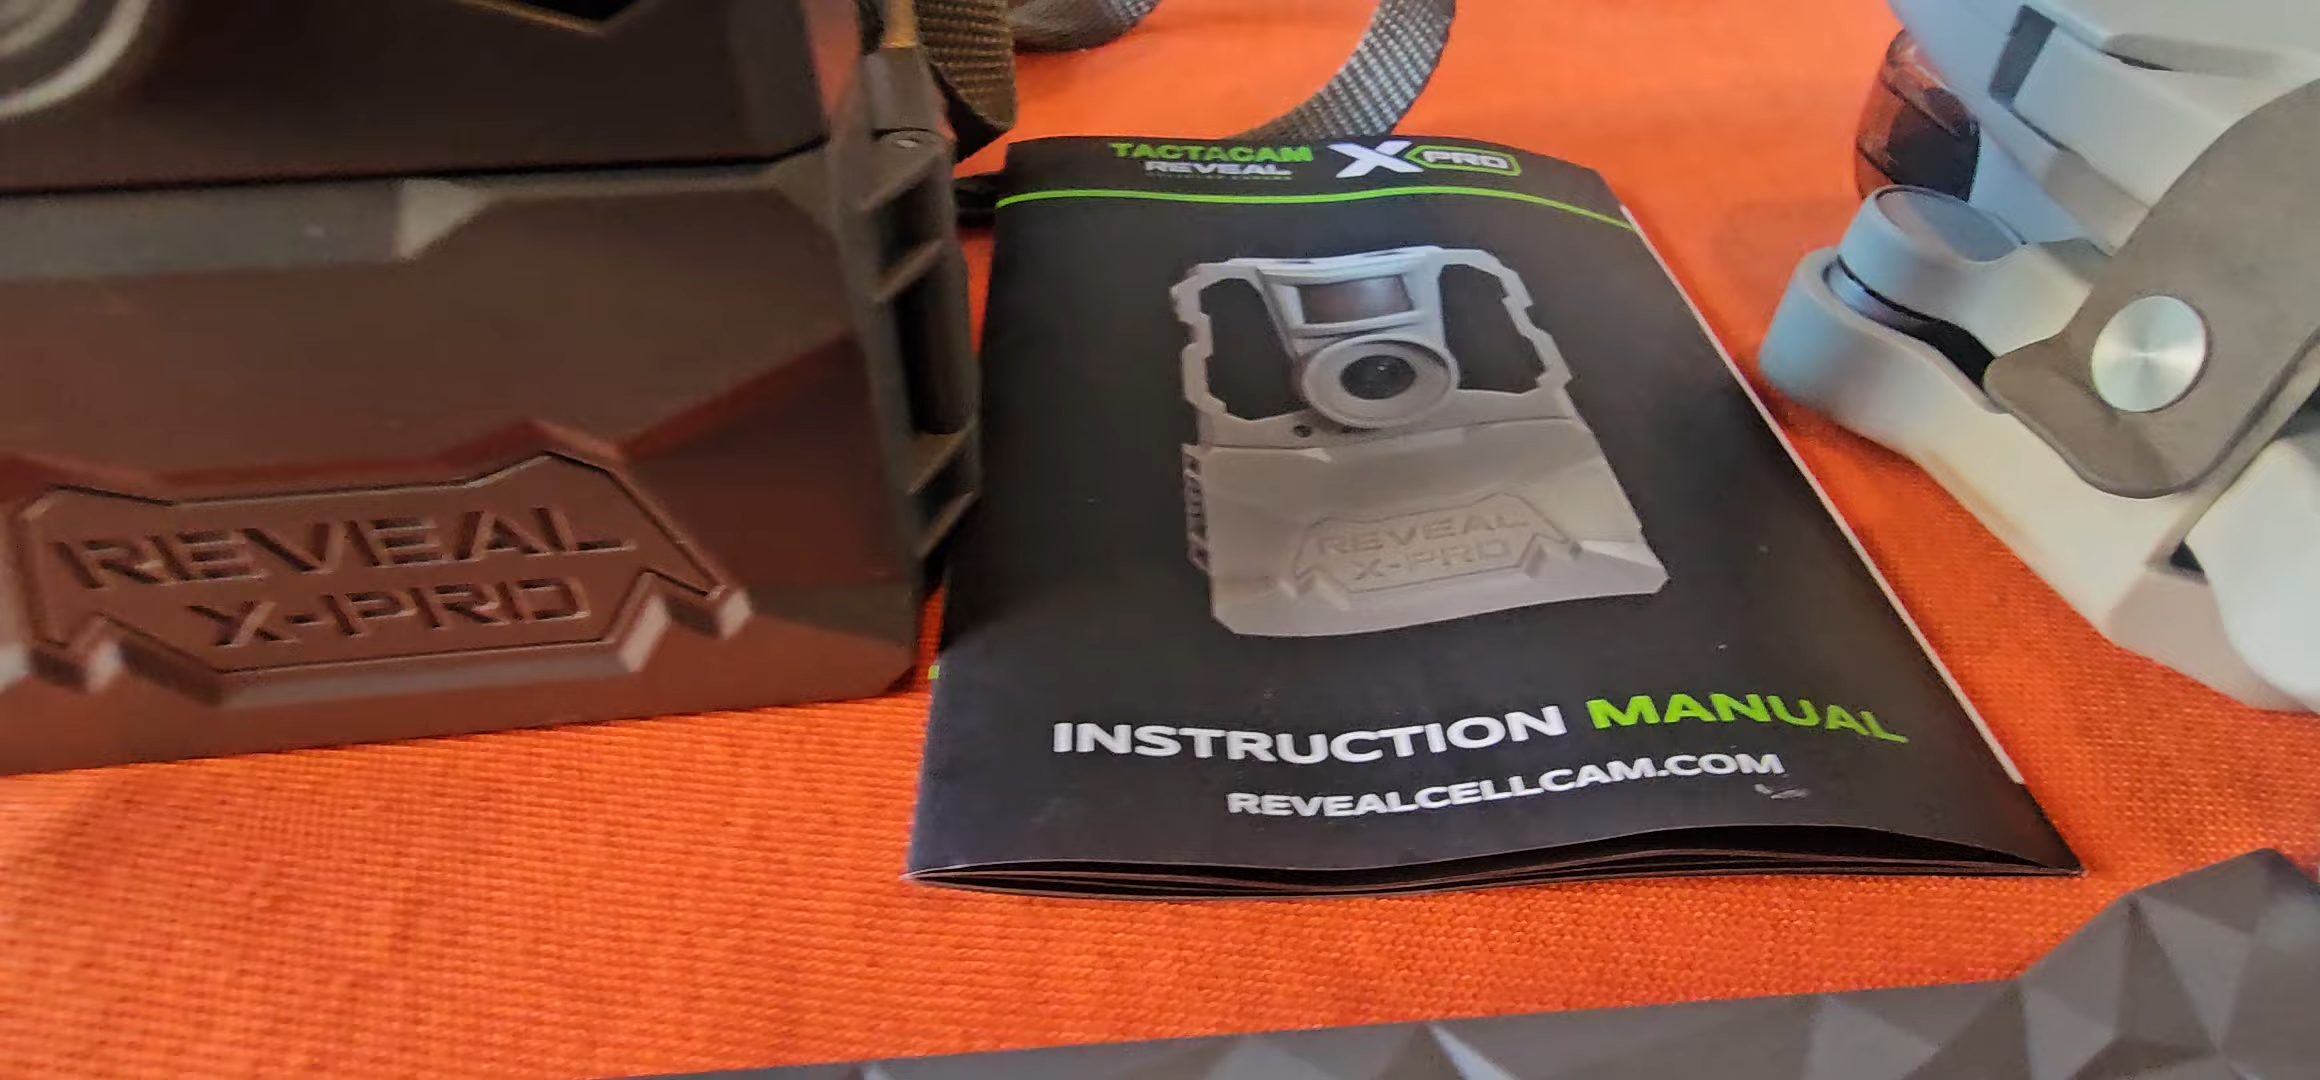 TACTACAM
REVEAL
X PRO
REVEAL
X-PRO
REVEAL
X-PRO
INSTRUCTION MANUAL
REVEALCELLCAM.COM